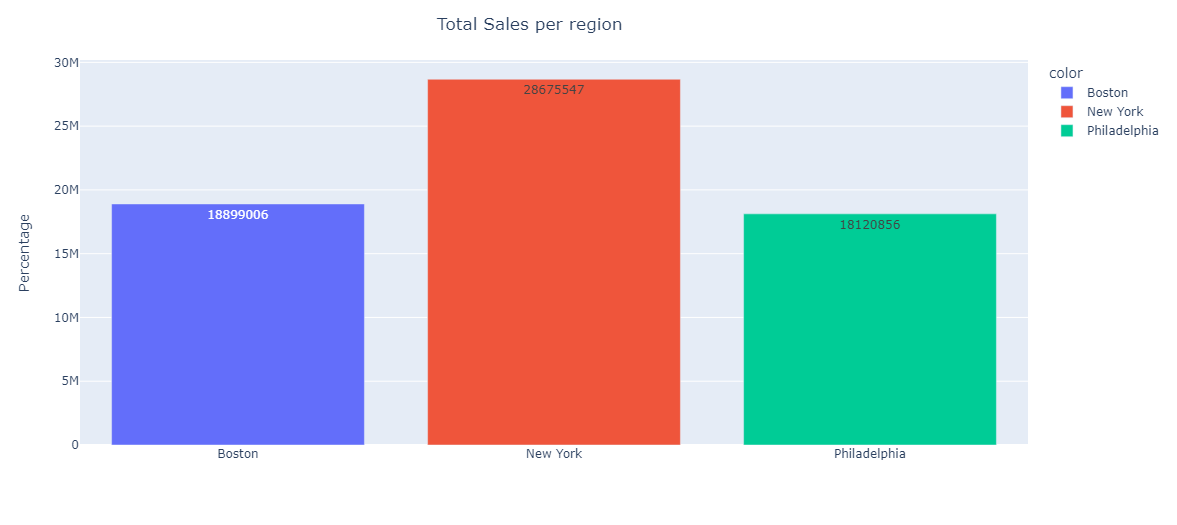 Total Sales per region
Percentage
30M
25M
20M
15M
10M
5M
0
28675547
18899006
18120856
Boston
New York
Philadelphia
color
Boston
New York
Philadelphia